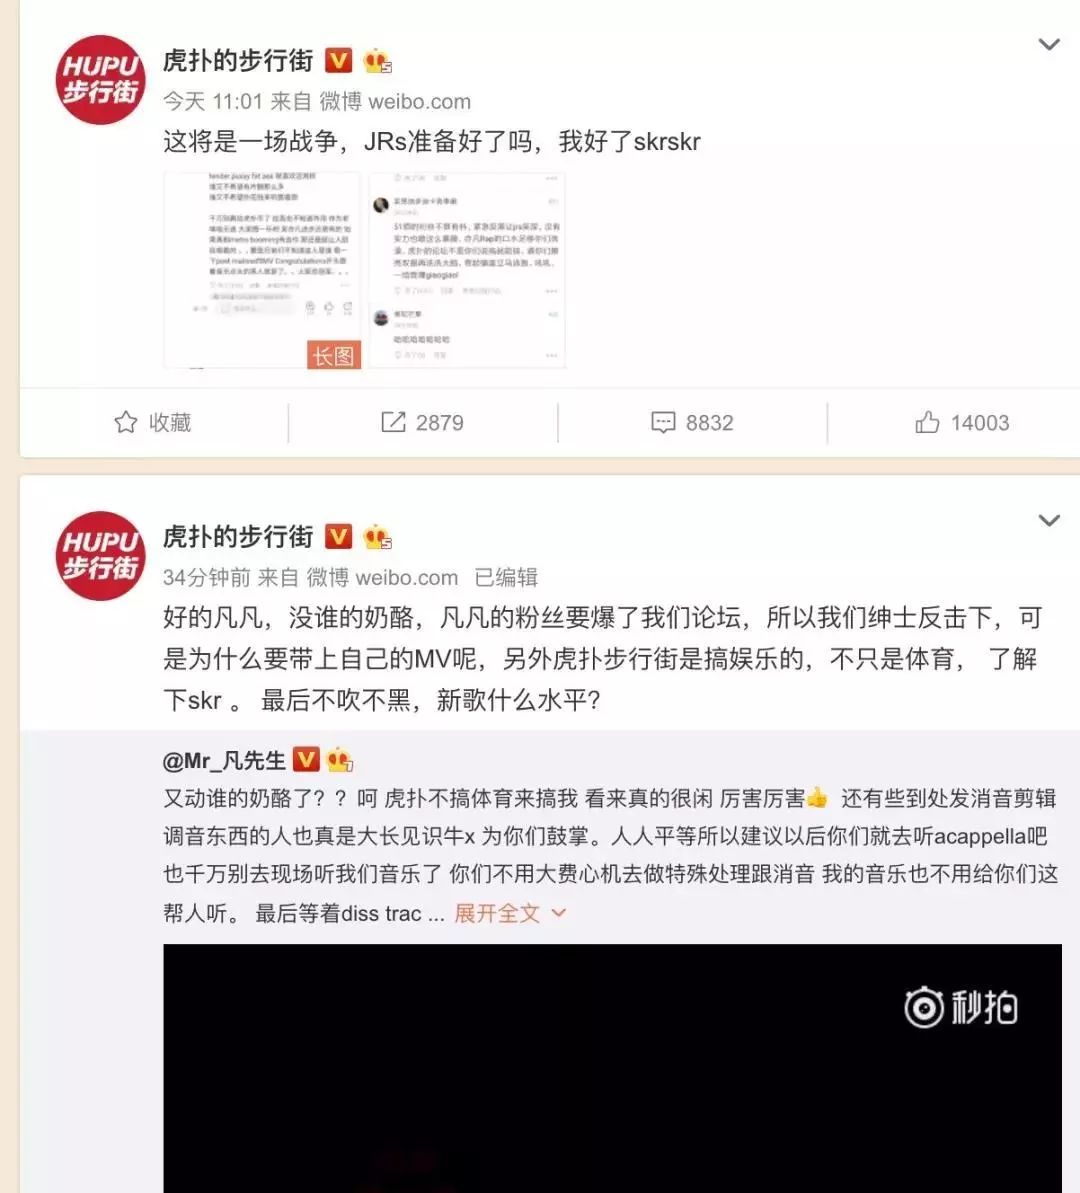 HUPU
步行街
虎扑的步行街
今天 11:01 来自 微博 weibo.com
这将是一场战争，JRs准备好了吗，我好了skrskr
长图
收藏
2879
8832
14003
HUPU
步行街
虎扑的步行街
34分钟前 来自 微博 weibo.com 已编辑
好的凡凡，没谁的奶酪，凡凡的粉丝要爆了我们论坛，所以我们绅士反击下，可
是为什么要带上自己的MV呢，另外虎扑步行街是搞娱乐的，不只是体育， 了解
下skr 。 最后不吹不黑，新歌什么水平？
@Mr_凡先生
又动谁的奶酪了？？呵 虎扑不搞体育来搞我 看来真的很闲 厉害厉害👍 还有些到处发消音剪辑
调音东西的人也真是大长见识牛x 为你们鼓掌。人人平等所以建议以后你们就去听acappella吧
也千万别去现场听我们音乐了 你们不用大费心机去做特殊处理跟消音 我的音乐也不用给你们这
帮人听。 最后等着diss trac ... 展开全文
秒拍